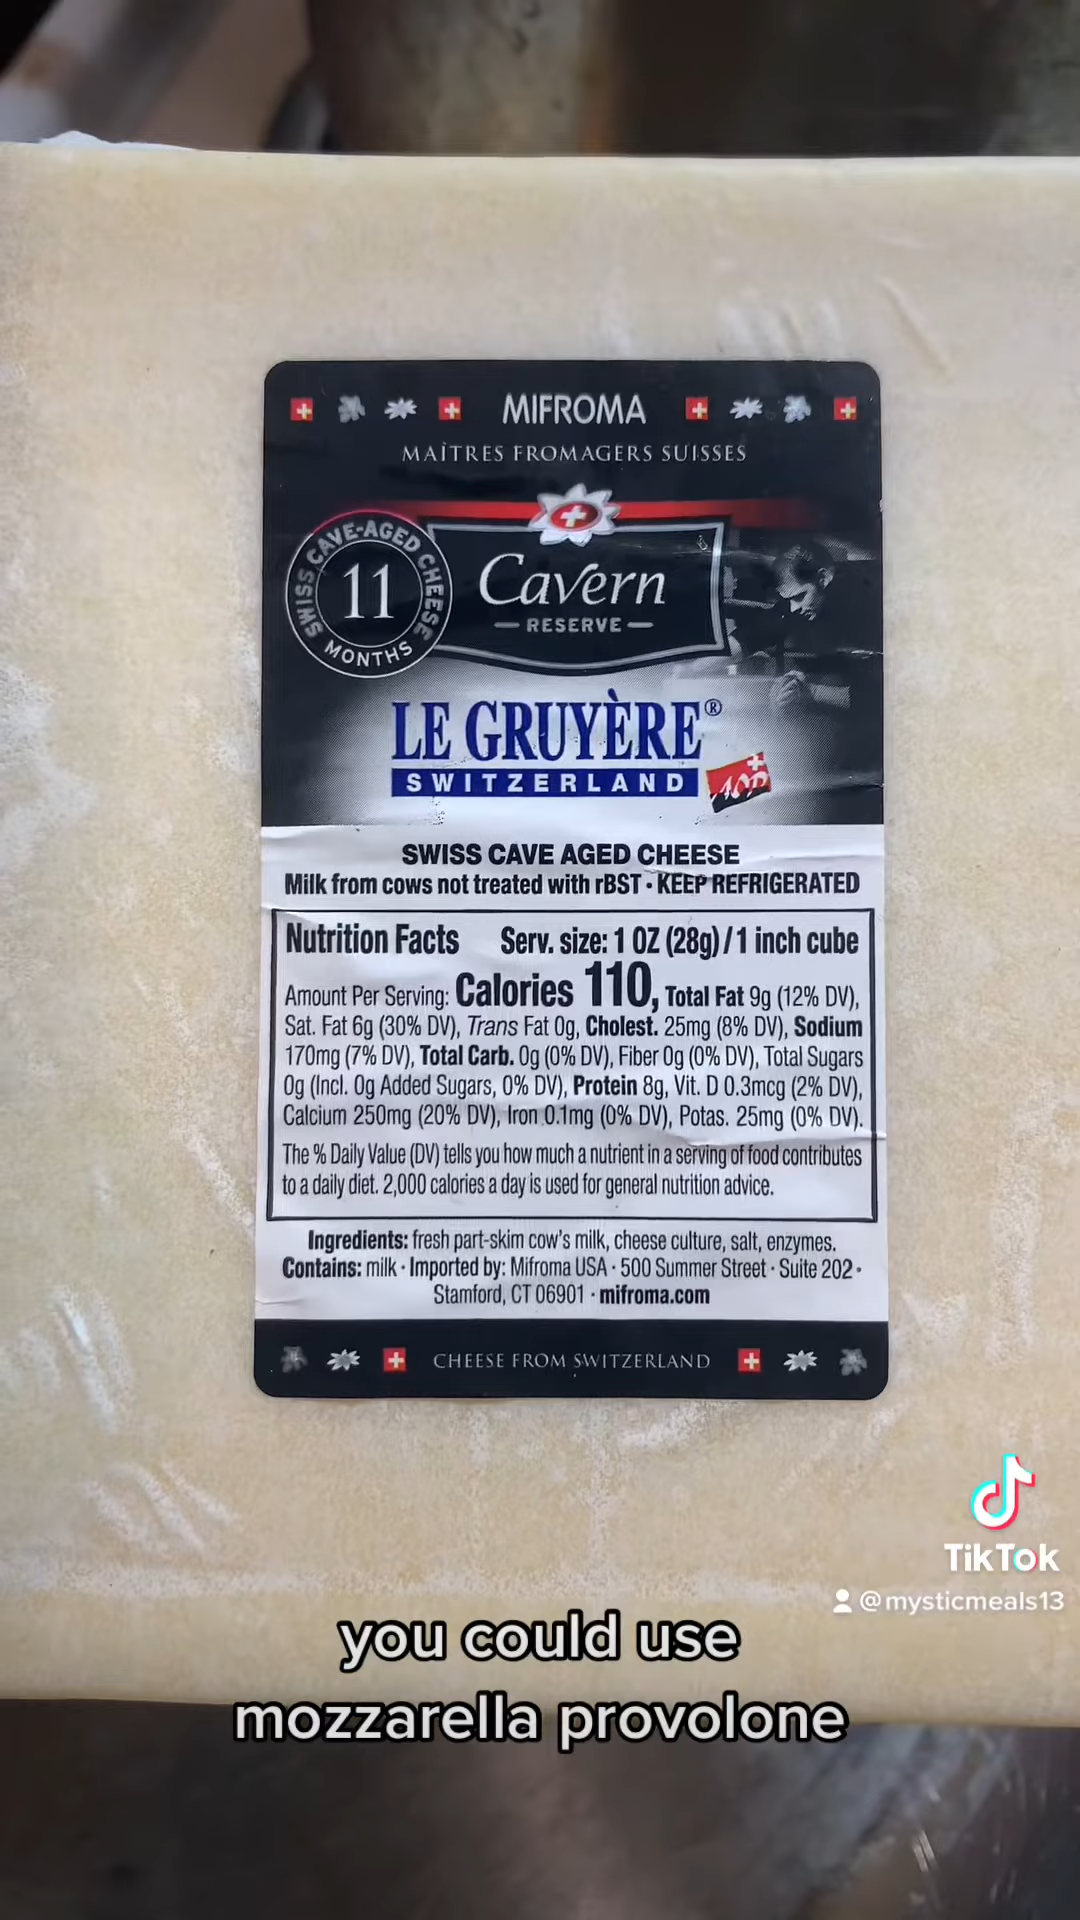 MIFROMA
MAÎTRES FROMAGERS SUISSES
SWISS CAVE-AGED CHEESE
11
MONTHS
Cavern
RESERVE
LE GRUYÈRE®
SWITZERLAND
AOP
SWISS CAVE AGED CHEESE
Milk from cows not treated with rBST • KEEP REFRIGERATED
Nutrition Facts Serv. size: 1 OZ (28g) / 1 inch cube
Amount Per Serving: Calories 110, Total Fat 9g (12% DV),
Sat. Fat 6g (30% DV), Trans Fat 0g, Cholest. 25mg (8% DV), Sodium
170mg (7% DV), Total Carb. 0g (0% DV), Fiber 0g (0% DV), Total Sugars
0g (Incl. 0g Added Sugars, 0% DV), Protein 8g, Vit. D 0.3mcg (2% DV),
Calcium 250mg (20% DV), Iron 0.1mg (0% DV), Potas. 25mg (0% DV).
The % Daily Value (DV) tells you how much a nutrient in a serving of food contributes
to a daily diet. 2,000 calories a day is used for general nutrition advice.
Ingredients: fresh part-skim cow's milk, cheese culture, salt, enzymes.
Contains: milk • Imported by: Mifroma USA • 500 Summer Street • Suite 202 •
Stamford, CT 06901 • mifroma.com
CHEESE FROM SWITZERLAND
TikTok
@mysticmeals13
you could use
mozzarella provolone